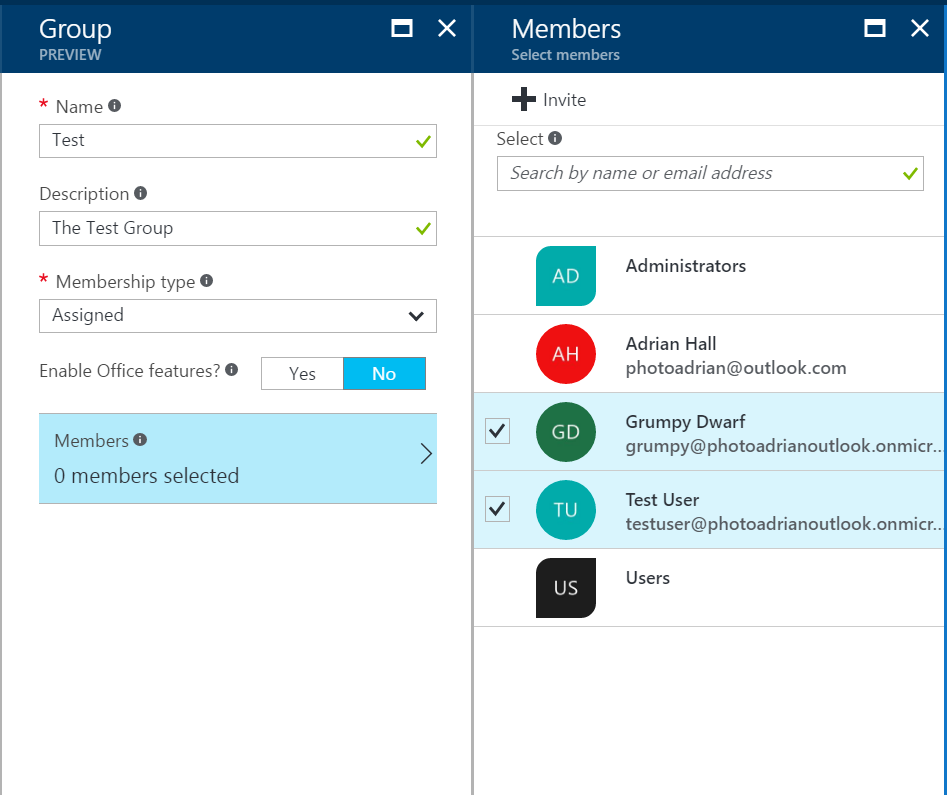 Group
PREVIEW
* Name
Test
Description
The Test Group
* Membership type
Assigned
Enable Office features?
Yes
No
Members
0 members selected
Members
Select members
Invite
Select
Search by name or email address
AD
Administrators
AH
Adrian Hall
photoadrian@outlook.com
GD
Grumpy Dwarf
grumpy@photoadrianoutlook.onmicr...
TU
Test User
testuser@photoadrianoutlook.onmicr...
US
Users